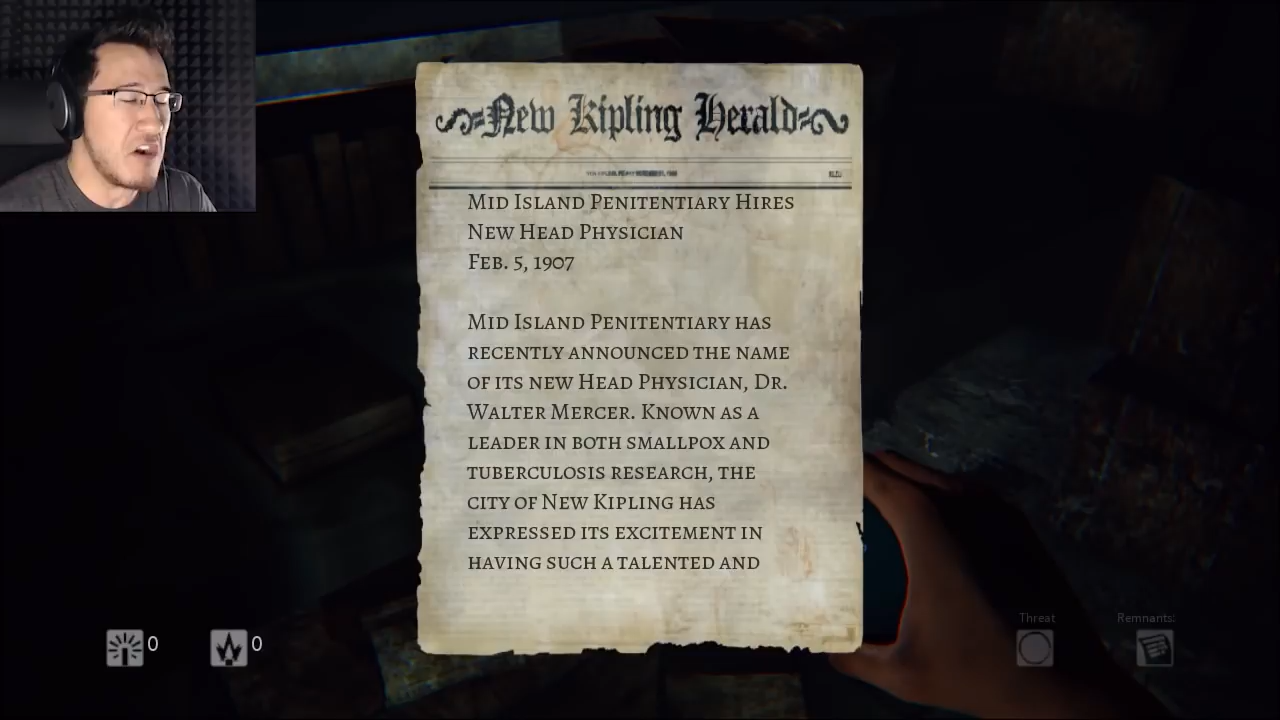 New Kipling Herald
Mid Island Penitentiary Hires
New Head Physician
Feb. 5, 1907
Mid Island Penitentiary has
recently announced the name
of its new Head Physician, Dr.
Walter Mercer. Known as a
leader in both smallpox and
tuberculosis research, the
city of New Kipling has
expressed its excitement in
having such a talented and
0
0
Threat
Remnants: